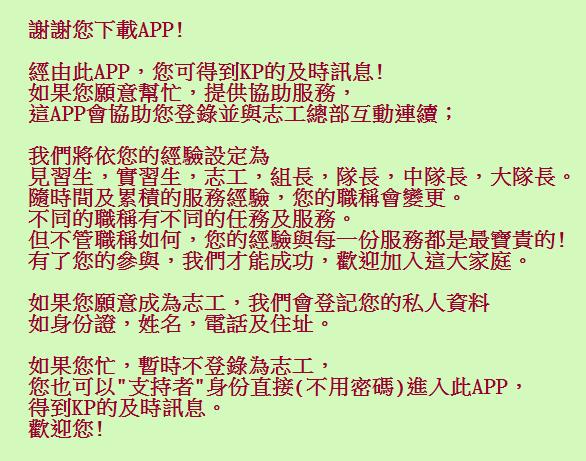 謝謝您下載APP!
經由此APP，您可得到KP的及時訊息!
如果您願意幫忙，提供協助服務，
這APP會協助您登錄並與志工總部互動連續；
我們將依您的經驗設定為
見習生，實習生，志工，組長，隊長，中隊長，大隊長。
隨時間及累積的服務經驗，您的職稱會變更。
不同的職稱有不同的任務及服務。
但不管職稱如何，您的經驗與每一份服務都是最寶貴的!
有了您的參與，我們才能成功，歡迎加入這大家庭。
如果您願意成為志工，我們會登記您的私人資料
如身份證，姓名，電話及住址。
如果您忙，暫時不登錄為志工，
您也可以"支持者"身份直接(不用密碼)進入此APP，
得到KP的及時訊息。
歡迎您!